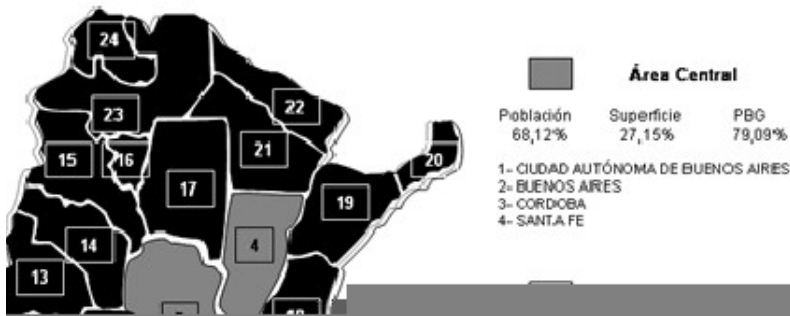 24
23
22
21
20
15
16
17
19
4
14
13
Área Central
Población Superficie PBG
68,12% 27,15% 79,09%
1- CIUDAD AUTÓNOMA DE BUENOS AIRES
2- BUENOS AIRES
3- CORDOBA
4- SANTA FE